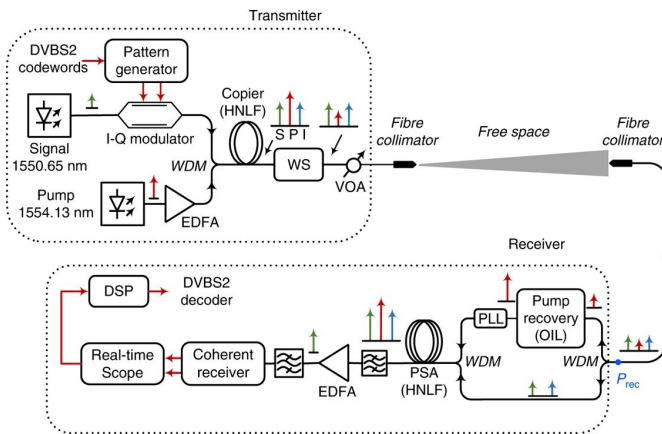 Transmitter
DVBS2
codewords
Pattern
generator
Copier
(HNLF)
Fibre
collimator
Free space
Fibre
collimator
I-Q modulator
S P I
Signal
1550.65 nm
WDM
WS
VOA
Pump
1554.13 nm
EDFA
Receiver
DSP
DVBS2
decoder
PLL
Pump
recovery
(OIL)
Real-time
Scope
Coherent
receiver
EDFA
PSA
(HNLF)
WDM
WDM
Prec